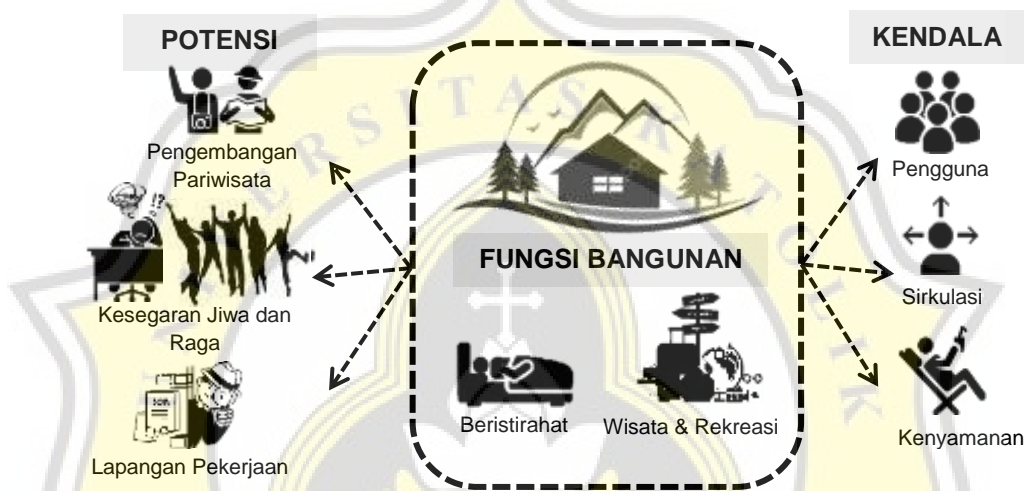 POTENSI
Pengembangan
Pariwisata
!?
Kesegaran Jiwa dan
Raga
Lapangan Pekerjaan
FUNGSI BANGUNAN
Beristirahat
Wisata & Rekreasi
KENDALA
Pengguna
Sirkulasi
Kenyamanan